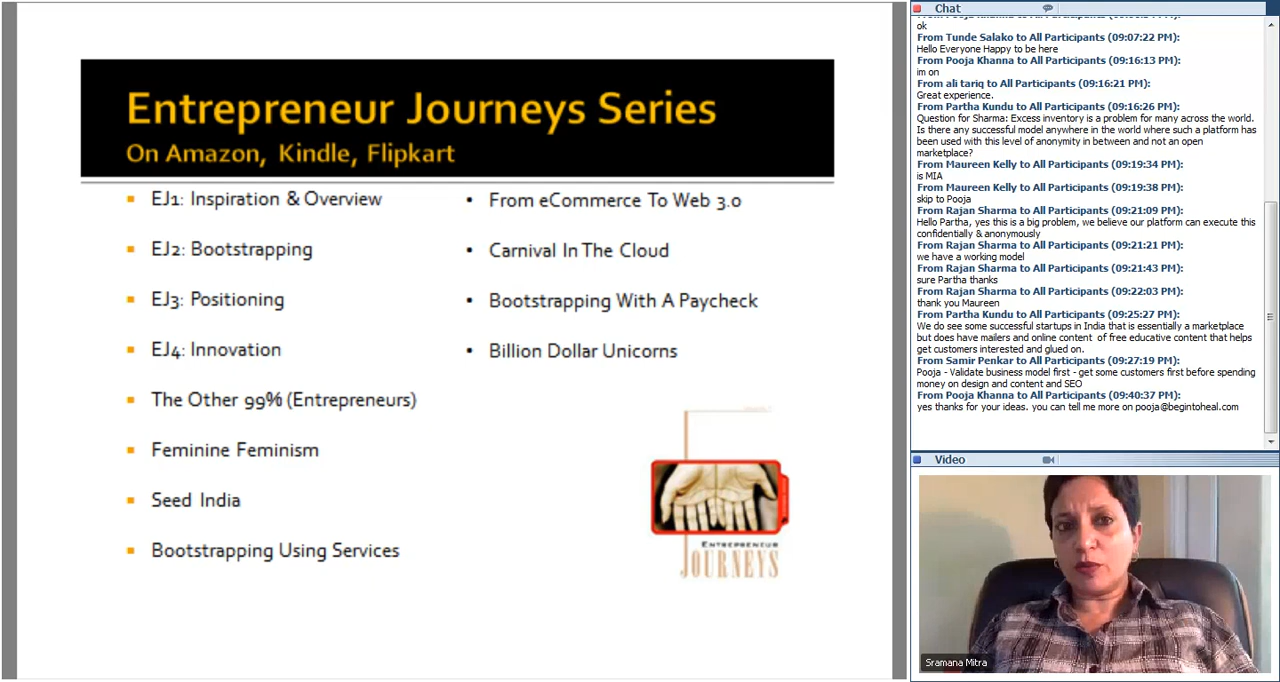 Entrepreneur Journeys Series
On Amazon, Kindle, Flipkart
EJ1: Inspiration & Overview
EJ2: Bootstrapping
EJ3: Positioning
EJ4: Innovation
The Other 99% (Entrepreneurs)
Feminine Feminism
Seed India
Bootstrapping Using Services
From eCommerce To Web 3.0
Carnival In The Cloud
Bootstrapping With A Paycheck
Billion Dollar Unicorns
ENTREPRENEUR
JOURNEYS
Chat
ok
From Tunde Salako to All Participants (09:07:22 PM):
Hello Everyone Happy to be here
From Pooja Khanna to All Participants (09:16:13 PM):
im on
From ali tariq to All Participants (09:16:21 PM):
Great experience.
From Partha Kundu to All Participants (09:16:26 PM):
Question for Sharma: Excess inventory is a problem for many across the world.
Is there any successful model anywhere in the world where such a platform has
been used with this level of anonymity in between and not an open
marketplace?
From Maureen Kelly to All Participants (09:19:34 PM):
is MIA
From Maureen Kelly to All Participants (09:19:38 PM):
skip to Pooja
From Rajan Sharma to All Participants (09:21:09 PM):
Hello Partha, yes this is a big problem, we believe our platform can execute this
confidentially & anonymously
From Rajan Sharma to All Participants (09:21:21 PM):
we have a working model
From Rajan Sharma to All Participants (09:21:43 PM):
sure Partha thanks
From Rajan Sharma to All Participants (09:22:03 PM):
thank you Maureen
From Partha Kundu to All Participants (09:25:27 PM):
We do see some successful startups in India that is essentially a marketplace
but does have mailers and online content of free educative content that helps
get customers interested and glued on.
From Samir Penkar to All Participants (09:27:19 PM):
Pooja - Validate business model first - get some customers first before spending
money on design and content and SEO
From Pooja Khanna to All Participants (09:40:37 PM):
yes thanks for your ideas. you can tell me more on pooja@begintoheal.com
Video
Sramana Mitra